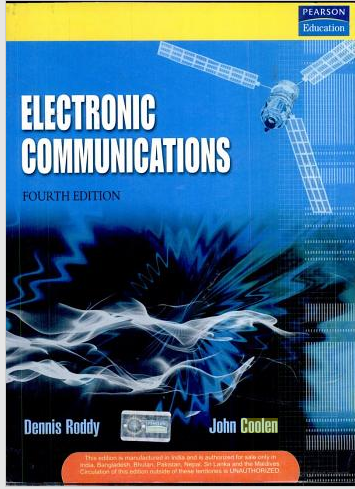 PEARSON
Education
ELECTRONIC
COMMUNICATIONS
FOURTH EDITION
Dennis Roddy
John Coolen
This edition is manufactured in India and is authorized for sale only in
India, Bangladesh, Bhutan, Pakistan, Nepal, Sri Lanka and the Maldives.
Circulation of this edition outside of these territories is UNAUTHORIZED.